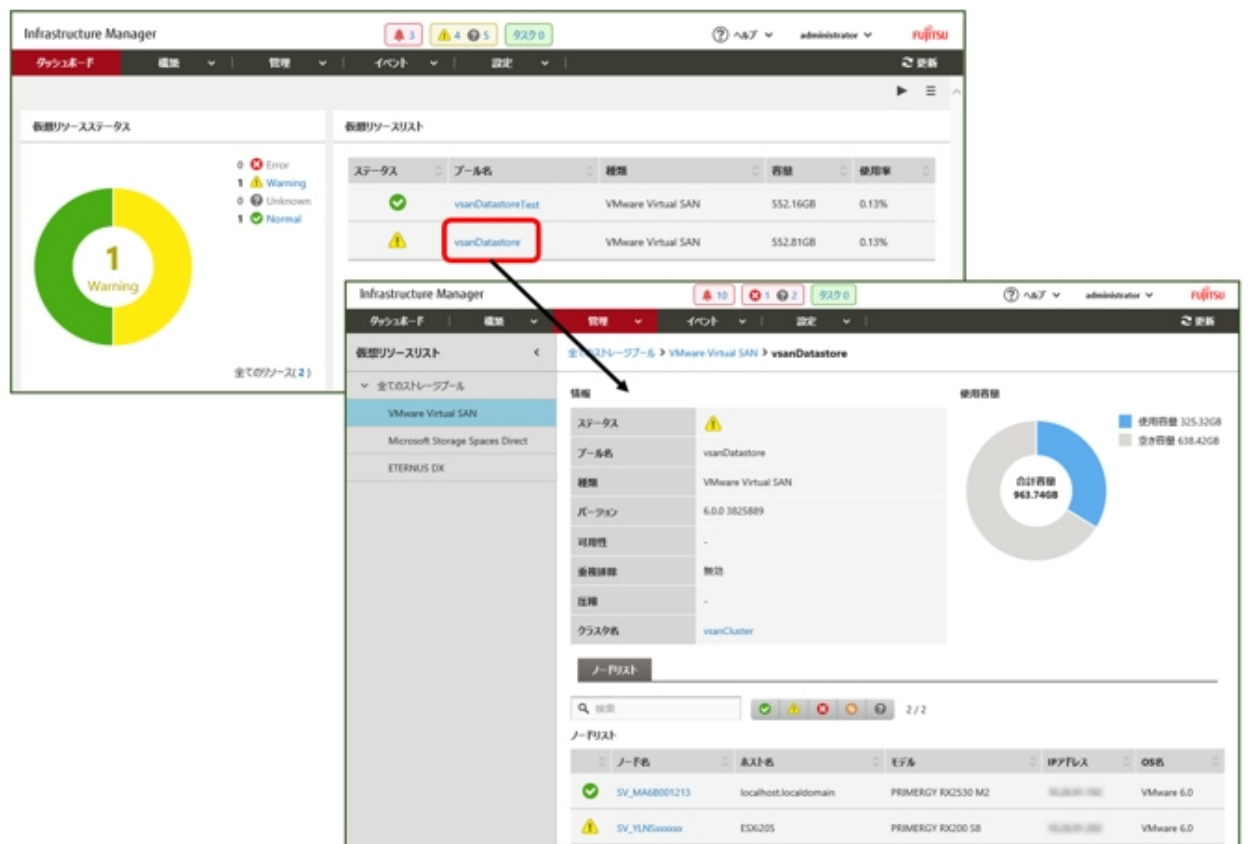 Infrastructure Manager 3 4 5 タスク 0 ヘルプ administrator FUJITSU
ダッシュボード 構築 管理 イベント 設定 更新
仮想リソースステータス
0 Error
1 Warning
0 Unknown
1 Normal
1
Warning
全てのリソース(2)
仮想リソースリスト
ステータス プール名 種類 容量 使用率
vsanDatastoreTest VMware Virtual SAN 552.16GB 0.13%
vsanDatastore VMware Virtual SAN 552.81GB 0.13%
Infrastructure Manager 10 1 2 タスク 0 ヘルプ administrator FUJITSU
ダッシュボード 構築 管理 イベント 設定 更新
仮想リソースリスト
全てのストレージプール
VMware Virtual SAN
Microsoft Storage Spaces Direct
ETERNUS DX
全てのストレージプール > VMware Virtual SAN > vsanDatastore
情報
ステータス
プール名 vsanDatastore
種類 VMware Virtual SAN
バージョン 6.0.0 3825889
可用性 -
重複排除 無効
圧縮 -
クラスタ名 vsanCluster
使用容量
使用容量 325.32GB
空き容量 638.42GB
合計容量
963.74GB
ノードリスト
検索 2 / 2
ノードリスト
ノード名 ホスト名 モデル IPアドレス OS名
SV_MA6B001213 localhost.localdomain PRIMERGY RX2530 M2 VMware 6.0
SV_YLNSxxxxxx ESXi205 PRIMERGY RX200 S8 VMware 6.0